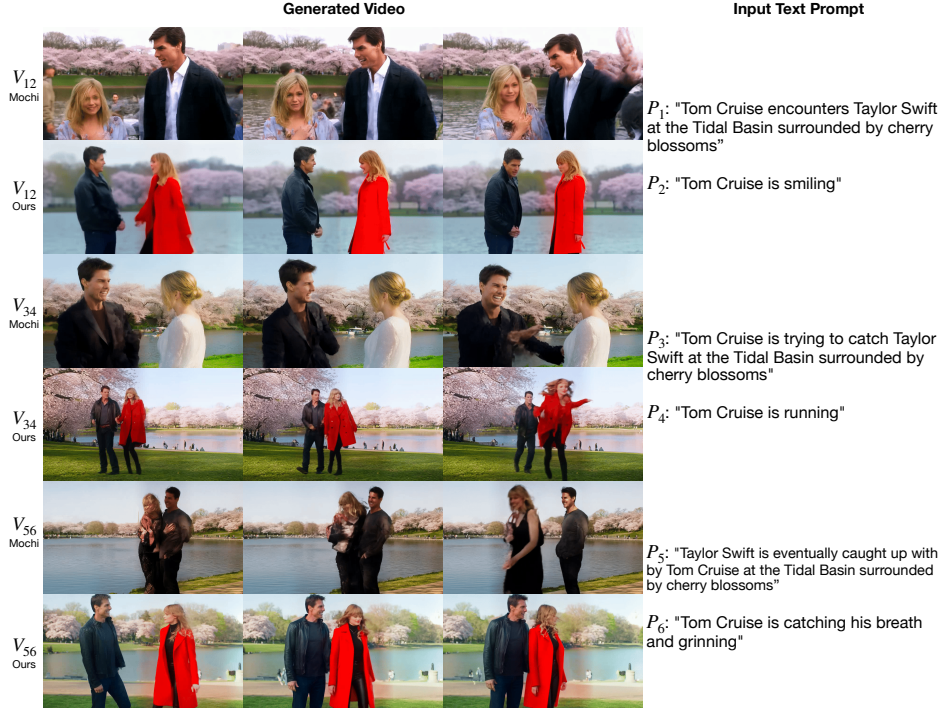 Generated Video
Input Text Prompt
V12
Mochi
P1: "Tom Cruise encounters Taylor Swift
at the Tidal Basin surrounded by cherry
blossoms”
V12
Ours
P2: "Tom Cruise is smiling"
V34
Mochi
P3: "Tom Cruise is trying to catch Taylor
Swift at the Tidal Basin surrounded by
cherry blossoms"
V34
Ours
P4: "Tom Cruise is running"
V56
Mochi
P5: "Taylor Swift is eventually caught up with
by Tom Cruise at the Tidal Basin surrounded
by cherry blossoms”
V56
Ours
P6: "Tom Cruise is catching his breath
and grinning"